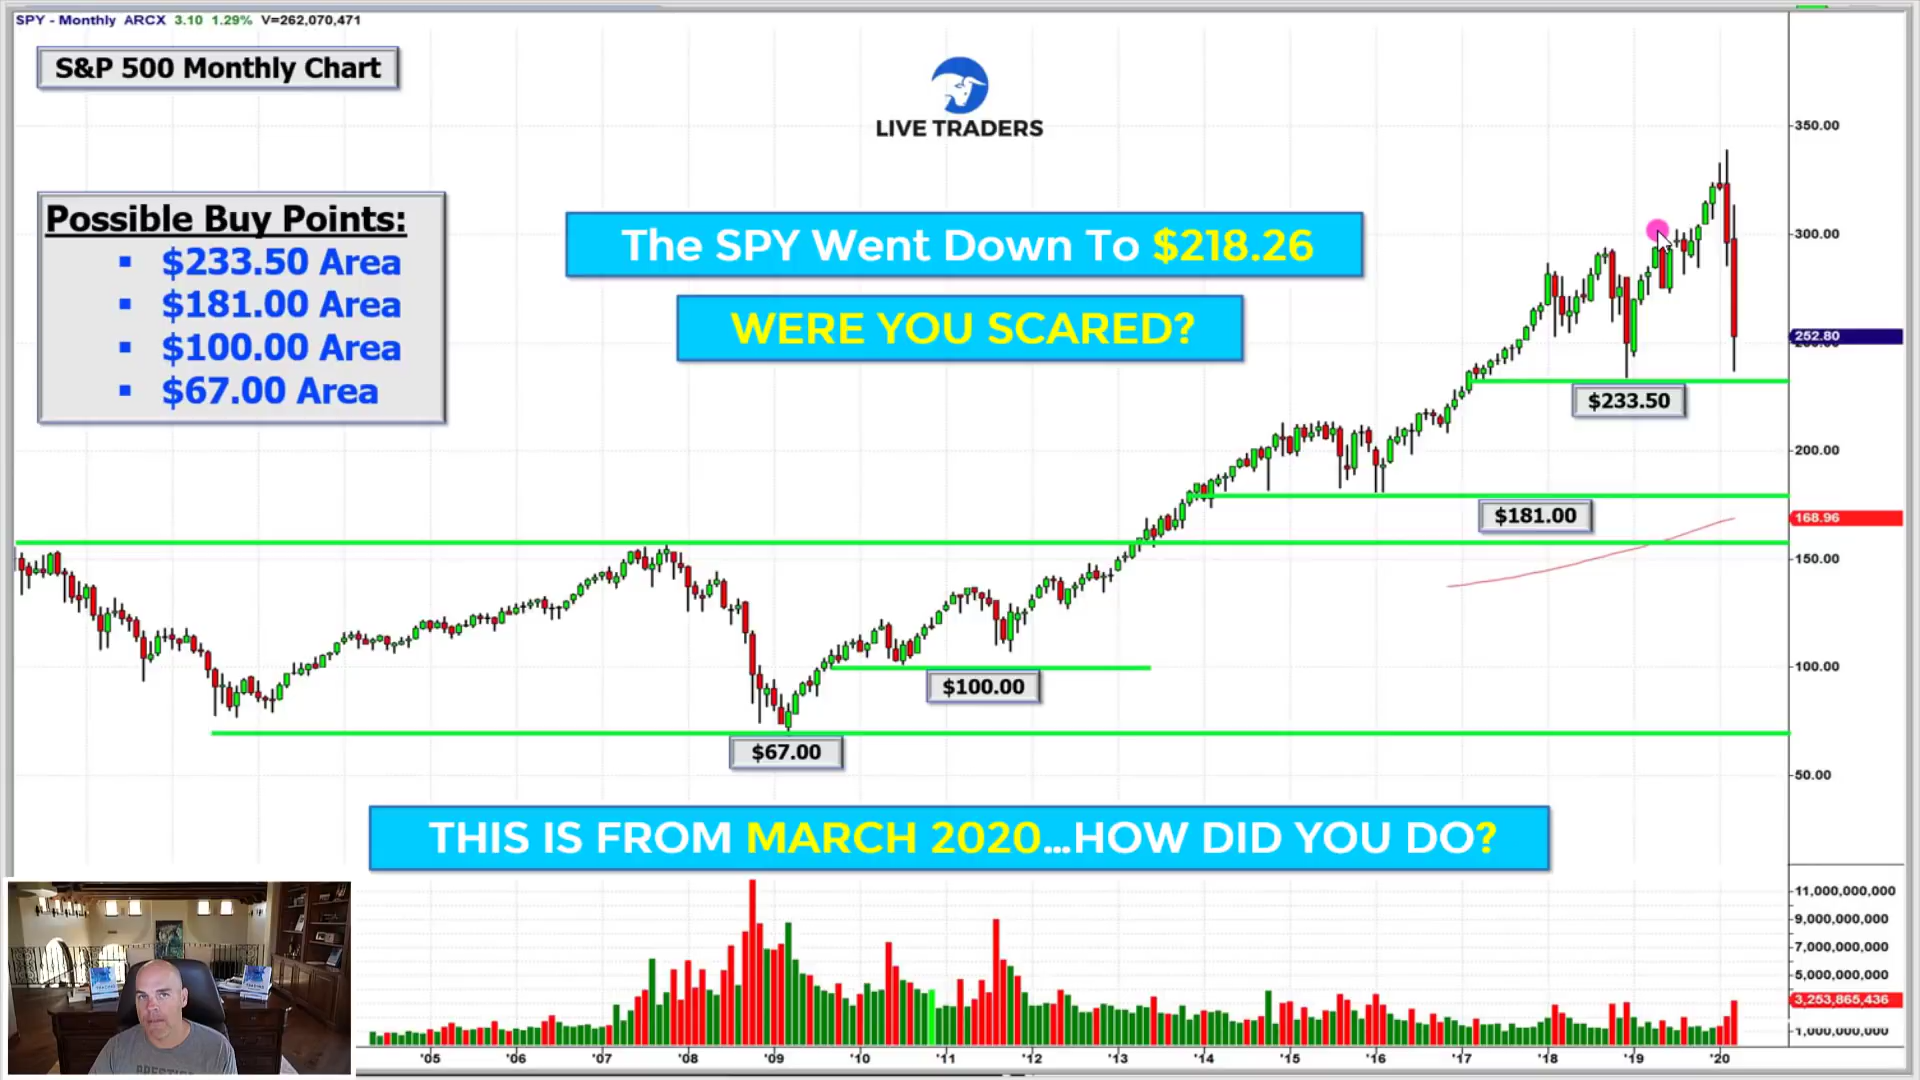 SPY - Monthly ARCX 3.10 1.29% V=262,070,471
S&P 500 Monthly Chart
LIVE TRADERS
Possible Buy Points:
▪ $233.50 Area
▪ $181.00 Area
▪ $100.00 Area
▪ $67.00 Area
The SPY Went Down To $218.26
WERE YOU SCARED?
350.00
300.00
252.80
$233.50
200.00
$181.00
168.96
150.00
100.00
$100.00
$67.00
50.00
THIS IS FROM MARCH 2020...HOW DID YOU DO?
11,000,000,000
9,000,000,000
7,000,000,000
5,000,000,000
3,253,865,436
1,000,000,000
'05 '06 '07 '08 '09 '10 '11 '12 '13 '14 '15 '16 '17 '18 '19 '20